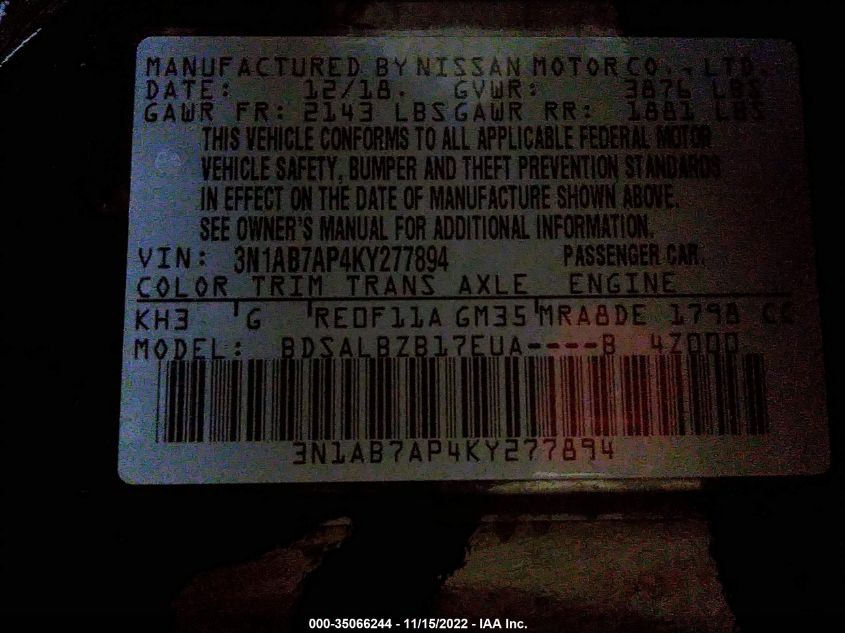 MANUFACTURED BY NISSAN MOTOR CO., LTD.
DATE: 12/18. GVWR: 3876 LBS
GAWR FR: 2143 LBS GAWR RR: 1881 LBS
THIS VEHICLE CONFORMS TO ALL APPLICABLE FEDERAL MOTOR
VEHICLE SAFETY, BUMPER AND THEFT PREVENTION STANDARDS
IN EFFECT ON THE DATE OF MANUFACTURE SHOWN ABOVE.
SEE OWNER'S MANUAL FOR ADDITIONAL INFORMATION.
VIN: 3N1AB7AP4KY277894 PASSENGER CAR.
COLOR TRIM TRANS AXLE ENGINE
KH3 G RE0F11A GM35 MRA8DE 1798 CC
MODEL: BDSALBZB17EUA----B 4Z000
3N1AB7AP4KY277894
000-35066244 - 11/15/2022 - IAA Inc.